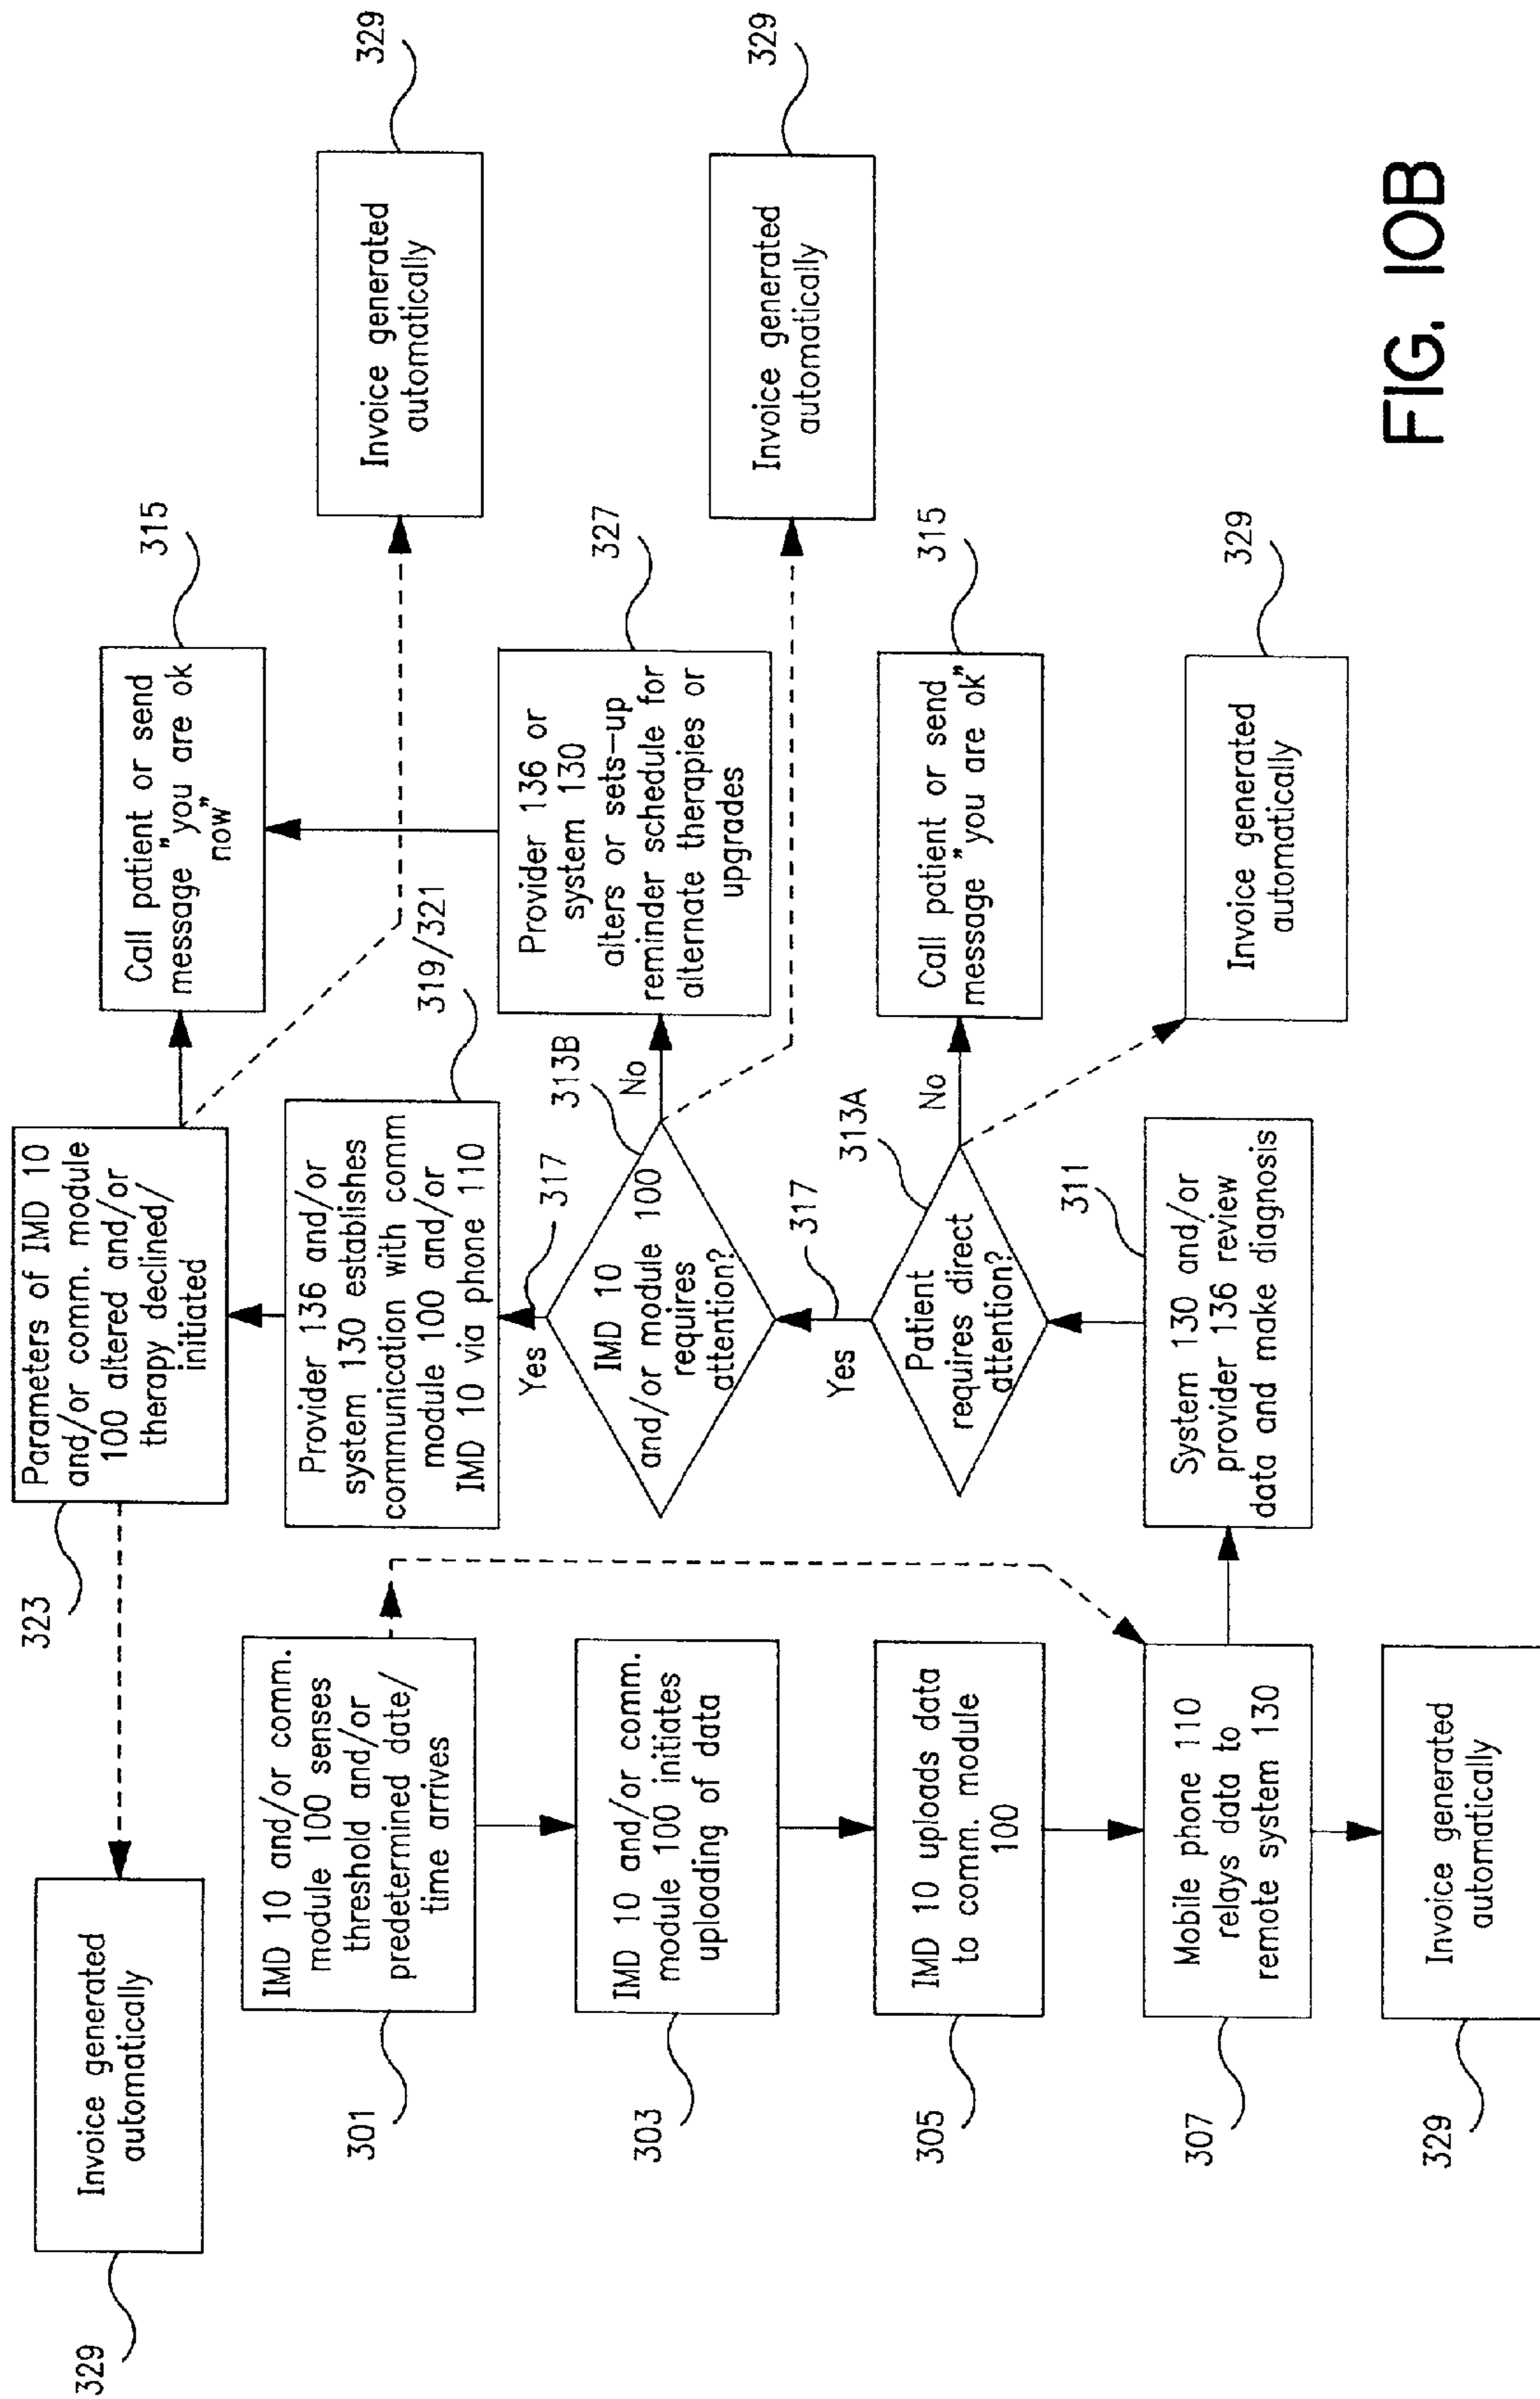 329
Invoice generated
automatically
323
Parameters of IMD 10
and/or comm. module
100 altered and/or
therapy declined/
initiated
315
Call patient or send
message "you are ok
now"
329
Invoice generated
automatically
301
IMD 10 and/or comm.
module 100 senses
threshold and/or
predetermined date/
time arrives
319/321
Provider 136 and/or
system 130 establishes
communication with comm
module 100 and/or
IMD 10 via phone 110
Yes
317
303
IMD 10 and/or comm.
module 100 initiates
uploading of data
313B
IMD 10
and/or module 100
requires
attention?
No
327
Provider 136 or
system 130
alters or sets-up
reminder schedule for
alternate therapies or
upgrades
329
Invoice generated
automatically
Yes
317
305
IMD 10 uploads data
to comm. module
100
313A
Patient
requires direct
attention?
No
315
Call patient or send
message "you are ok"
307
Mobile phone 110
relays data to
remote system 130
311
System 130 and/or
provider 136 review
data and make diagnosis
329
Invoice generated
automatically
329
Invoice generated
automatically
FIG. 10B